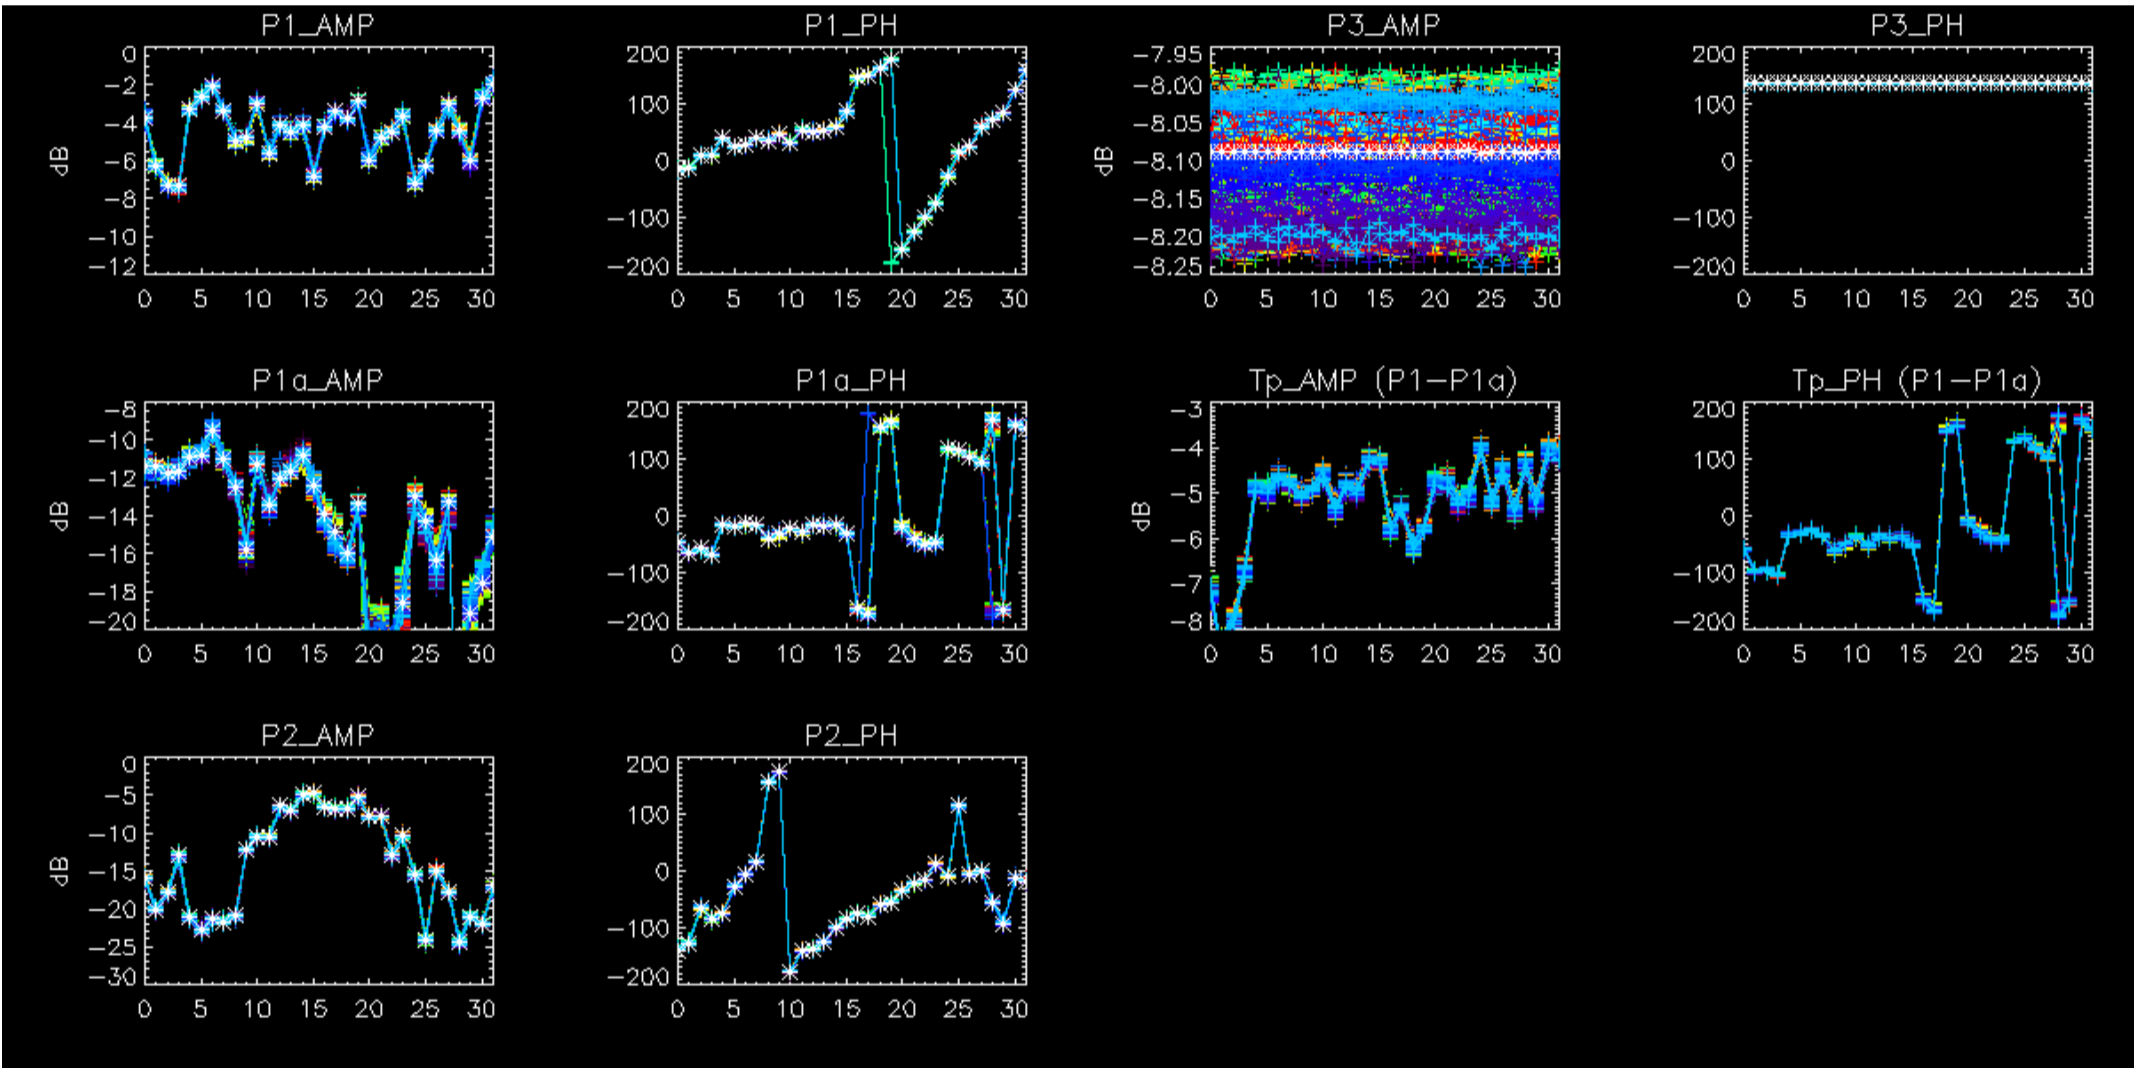 P1_AMP P1_PH P3_AMP P3_PH
0 200 -7.95 200
-2 100 -8.00 100
-4 0 -8.05 0
-6 -100 -8.10 -100
-8 -200 -8.15 -200
-10 -8.20
-12 -8.25
dB dB
0 5 10 15 20 25 30 0 5 10 15 20 25 30 0 5 10 15 20 25 30 0 5 10 15 20 25 30
P1a_AMP P1a_PH Tp_AMP (P1-P1a) Tp_PH (P1-P1a)
-8 200 -3 200
-10 100 -4 100
-12 0 -5 0
-14 -100 -6 -100
-16 -200 -7 -200
-18 -8
-20
dB dB
0 5 10 15 20 25 30 0 5 10 15 20 25 30 0 5 10 15 20 25 30 0 5 10 15 20 25 30
P2_AMP P2_PH
0 200
-5 100
-10 0
-15 -100
-20 -200
-25
-30
dB
0 5 10 15 20 25 30 0 5 10 15 20 25 30